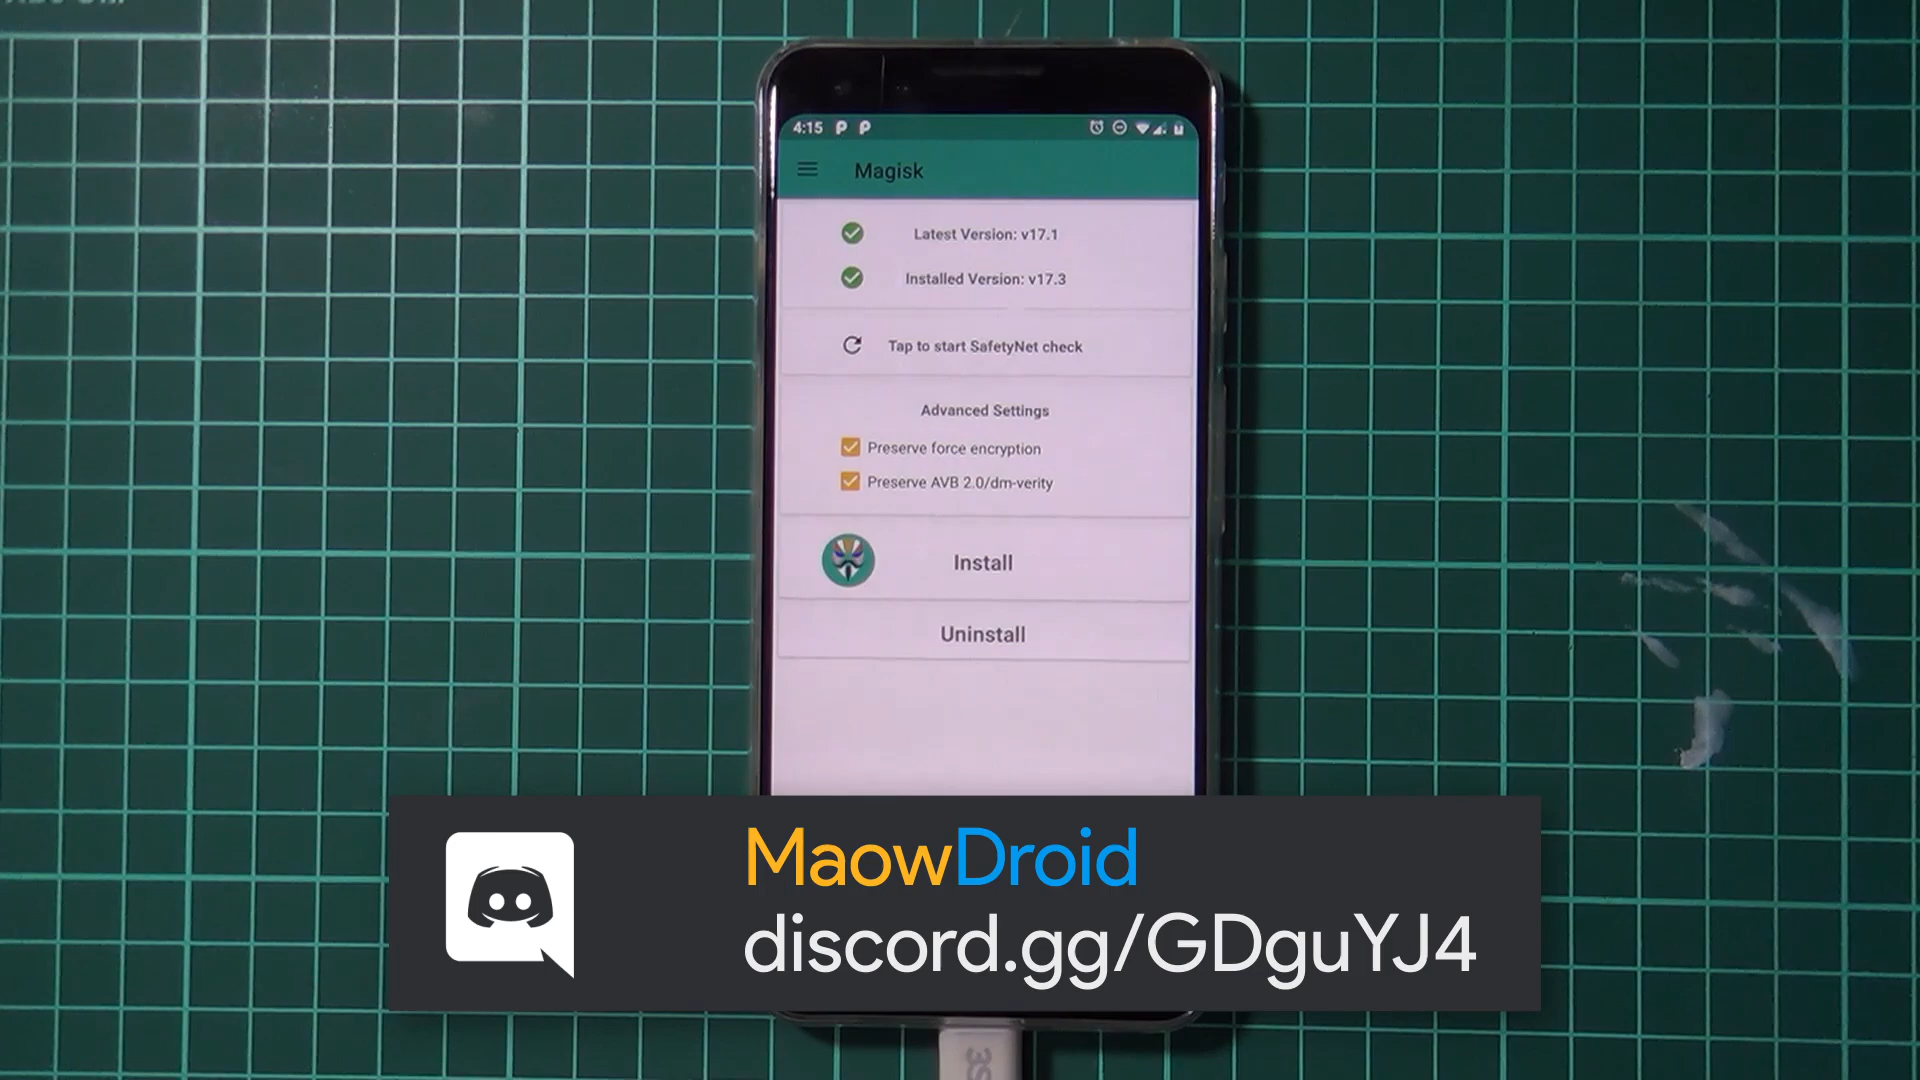 4:15
Magisk
Latest Version: v17.1
Installed Version: v17.3
Tap to start SafetyNet check
Advanced Settings
Preserve force encryption
Preserve AVB 2.0/dm-verity
Install
Uninstall
MaowDroid
discord.gg/GDguYJ4